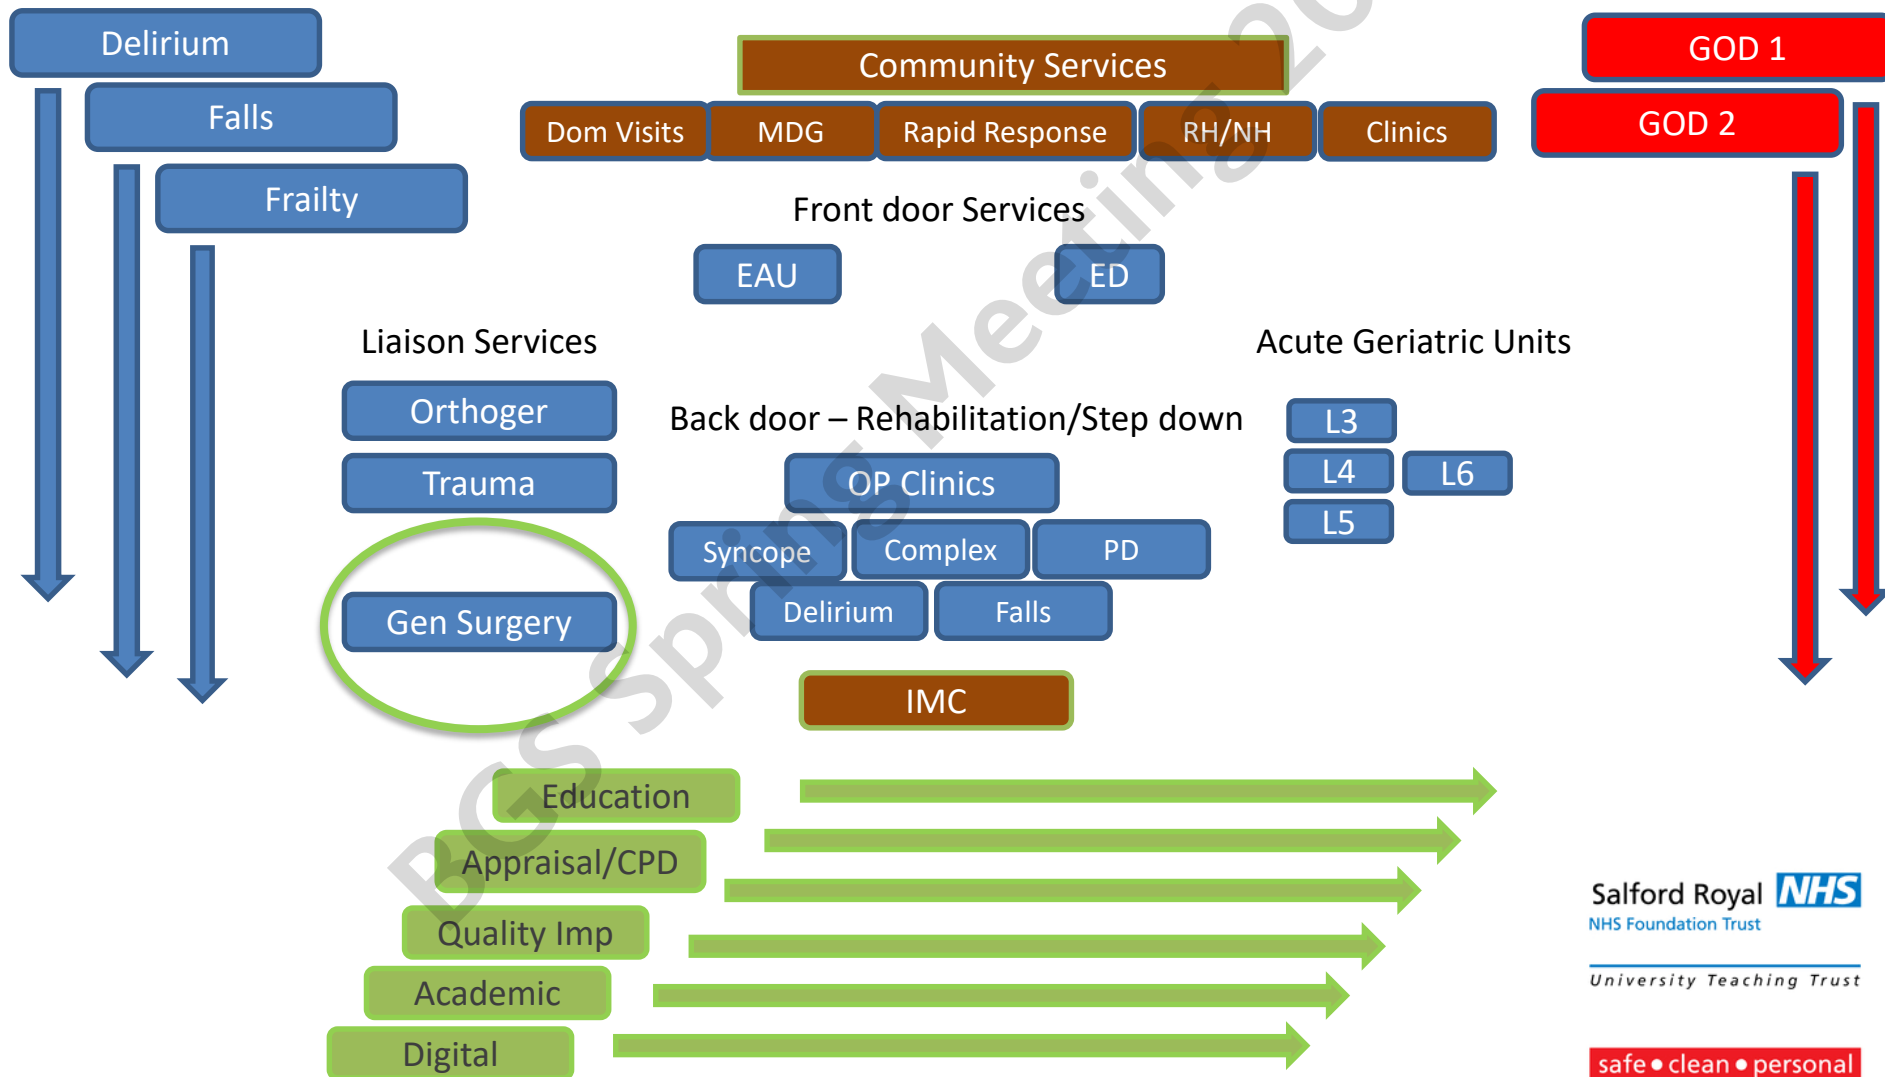 Delirium
Falls
Frailty
Community Services
Dom Visits
MDG
Rapid Response
RH/NH
Clinics
GOD 1
GOD 2
Front door Services
EAU
ED
Liaison Services
Orthoger
Trauma
Gen Surgery
Back door – Rehabilitation/Step down
OP Clinics
Syncope
Complex
PD
Delirium
Falls
IMC
Acute Geriatric Units
L3
L4
L6
L5
Education
Appraisal/CPD
Quality Imp
Academic
Digital
BGS Spring Meeting 20
Salford Royal NHS
NHS Foundation Trust
University Teaching Trust
safe • clean • personal